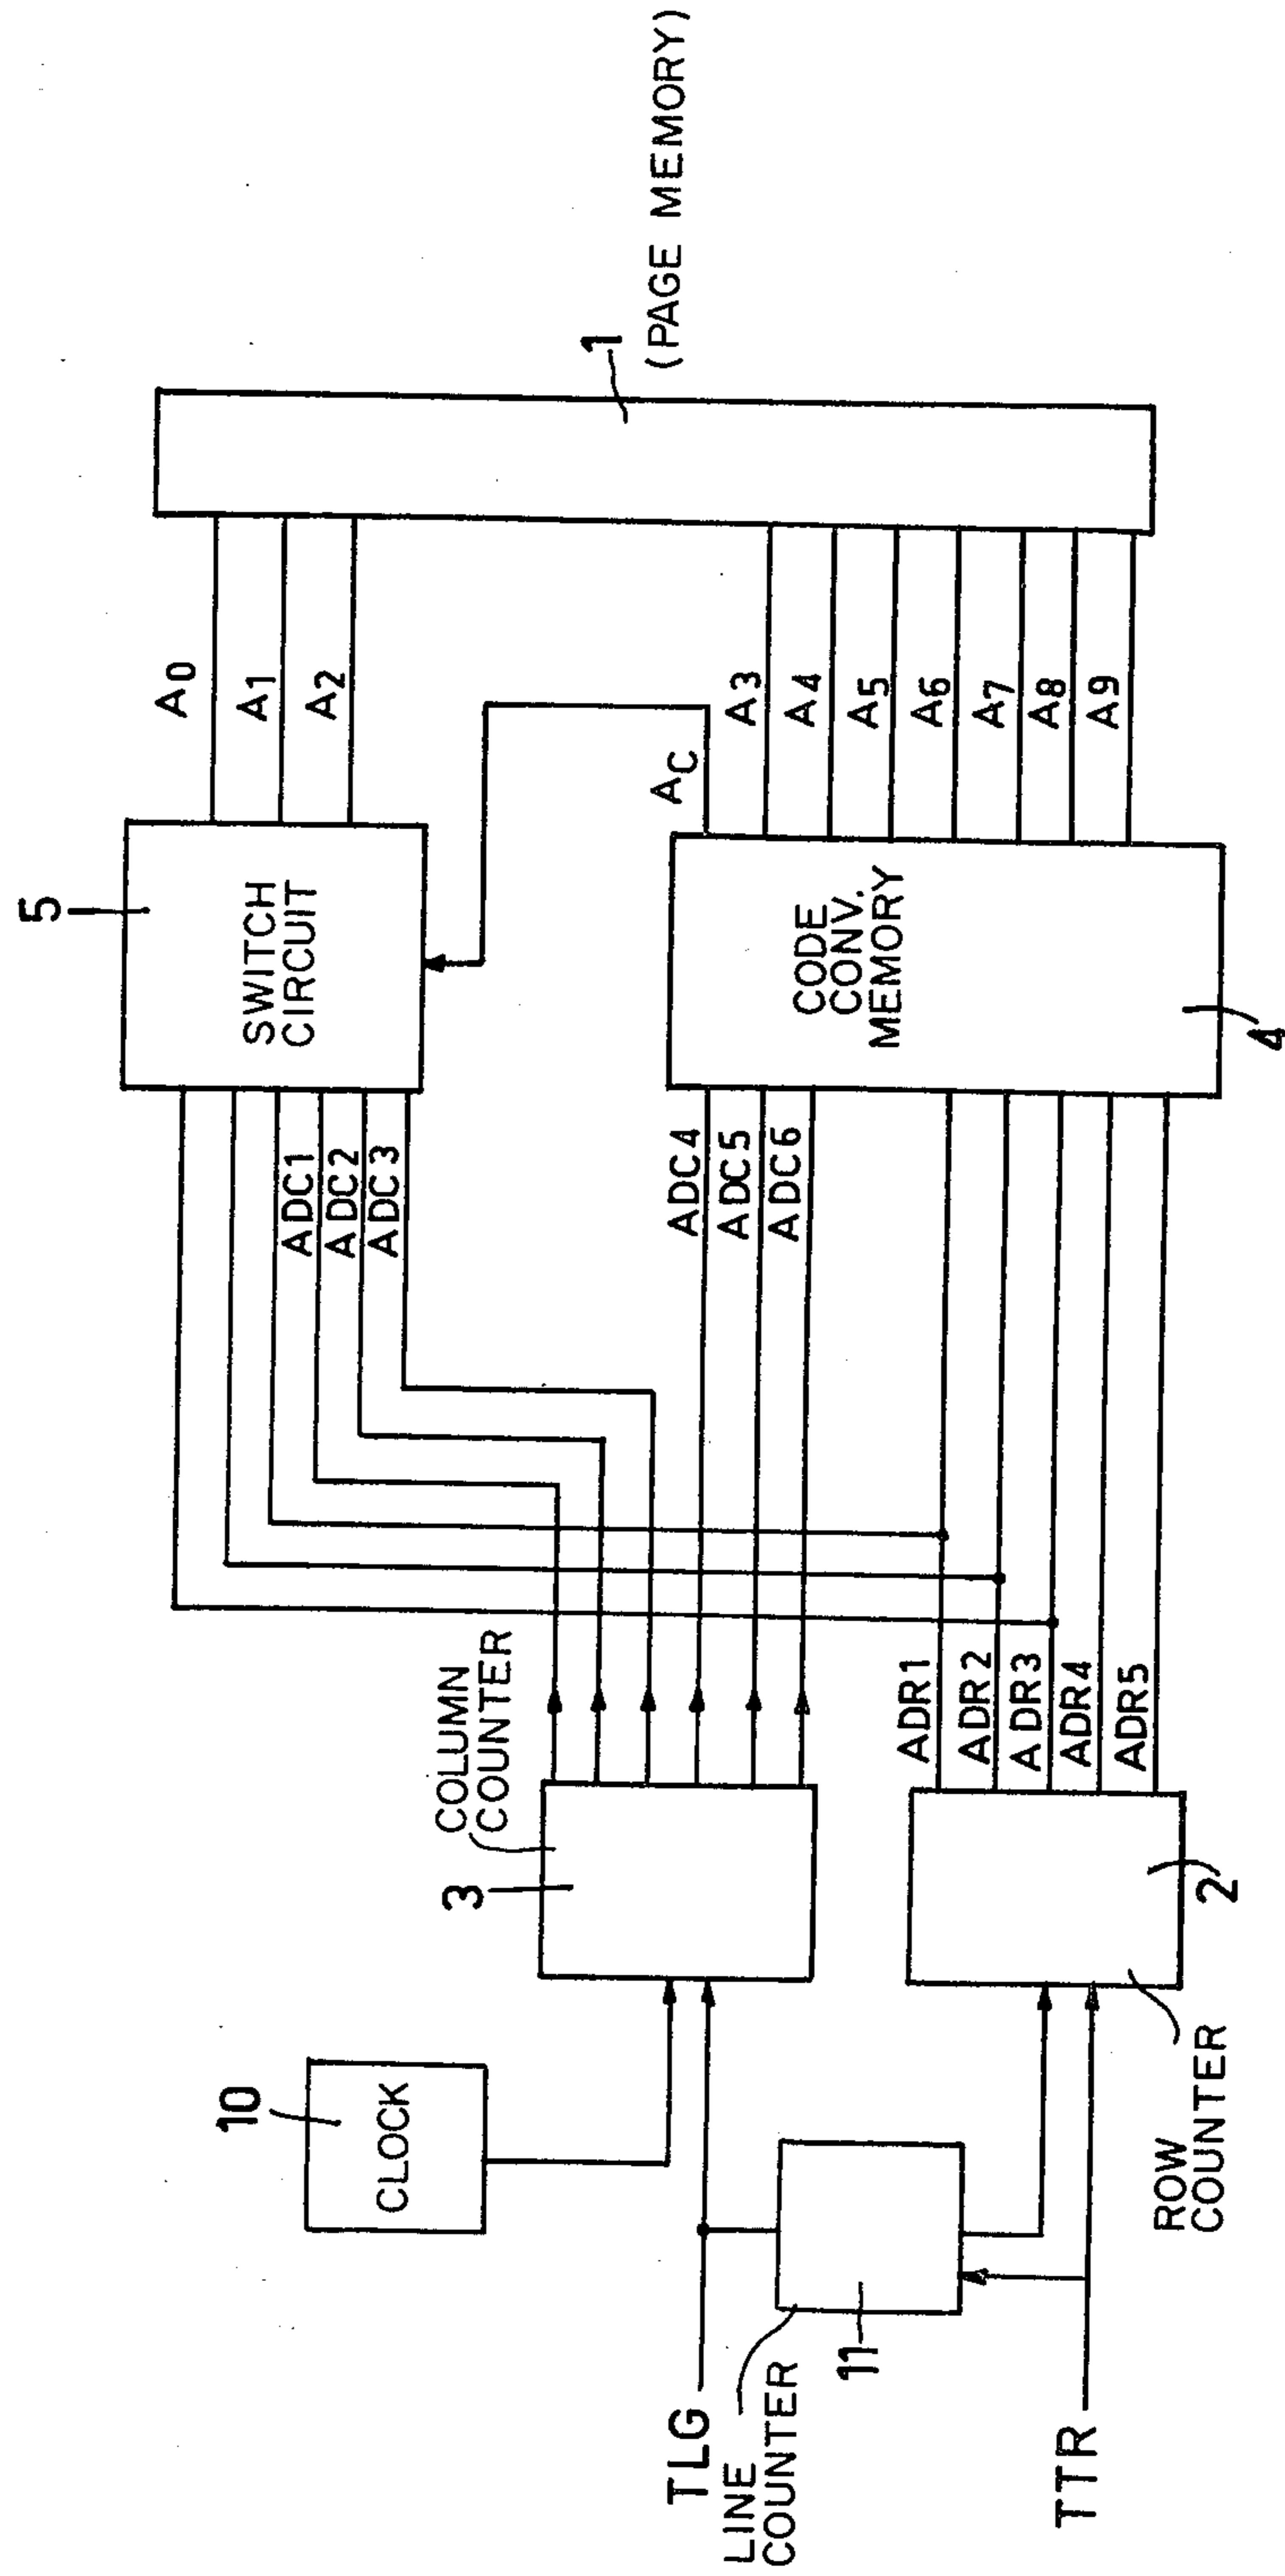 5
SWITCH
CIRCUIT
A0
A1
A2
1
(PAGE MEMORY)
ADC1
ADC2
ADC3
AC
A3
A4
A5
A6
A7
A8
A9
CODE
CONV.
MEMORY
4
ADC4
ADC5
ADC6
COLUMN
COUNTER
3
ADR1
ADR2
ADR3
ADR4
ADR5
2
ROW
COUNTER
10
CLOCK
11
TLG
LINE
COUNTER
TTR